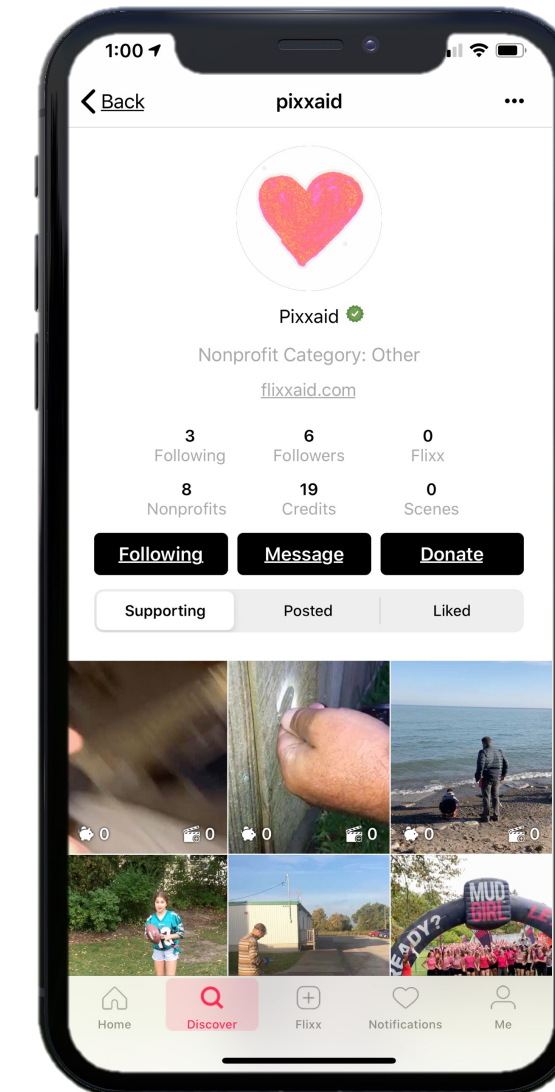 1:00
Back pixxaid •••
Pixxaid
Nonprofit Category: Other
flixxaid.com
3 6 0
Following Followers Flixx
8 19 0
Nonprofits Credits Scenes
Following Message Donate
Supporting Posted Liked
0 0 0 0 0 0
MUD
GIRL
READY? LE
Home Discover Flixx Notifications Me